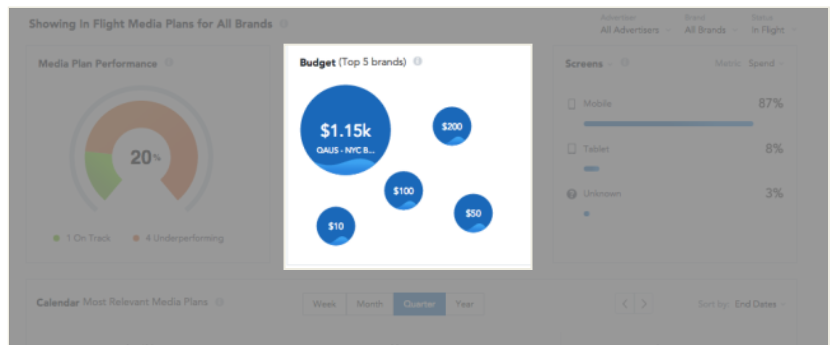 Showing In Flight Media Plans for All Brands
Advertiser
All Advertisers
Brand
All Brands
Status
In Flight
Media Plan Performance
20%
1 On Track
4 Underperforming
Budget (Top 5 brands)
$1.15k
QAUS - NYC B...
$200
$100
$50
$10
Screens
Metric: Spend
Mobile
87%
Tablet
8%
Unknown
3%
Calendar Most Relevant Media Plans
Week
Month
Quarter
Year
Sort by: End Dates